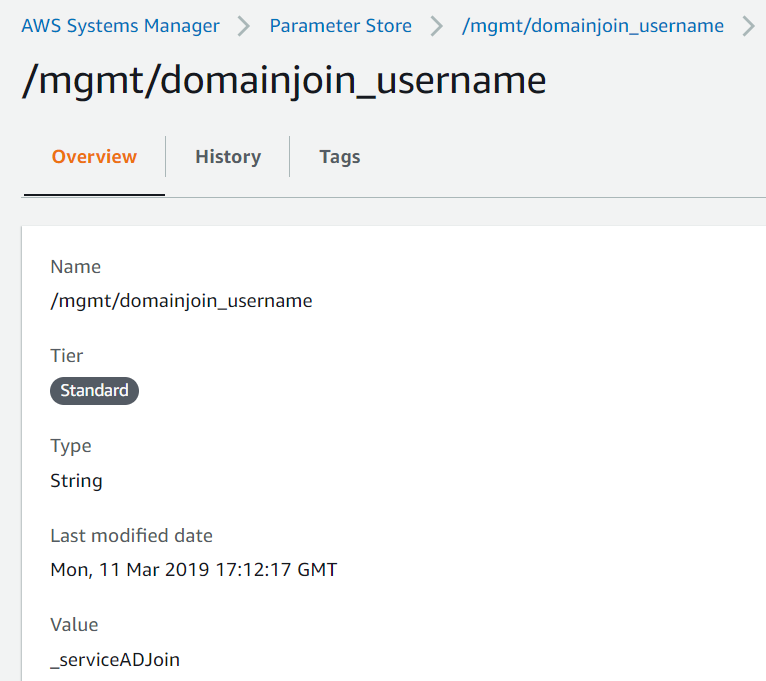 AWS Systems Manager > Parameter Store > /mgmt/domainjoin_username >
/mgmt/domainjoin_username
Overview History Tags
Name
/mgmt/domainjoin_username
Tier
Standard
Type
String
Last modified date
Mon, 11 Mar 2019 17:12:17 GMT
Value
_serviceADJoin